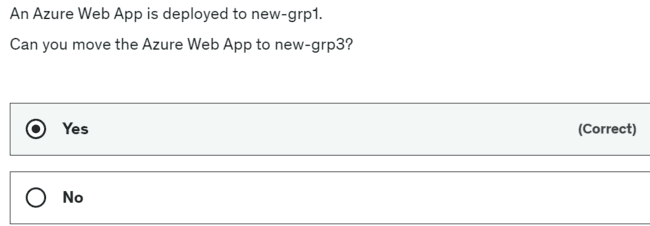 An Azure Web App is deployed to new-grp1.
Can you move the Azure Web App to new-grp3?
Yes (Correct)
No